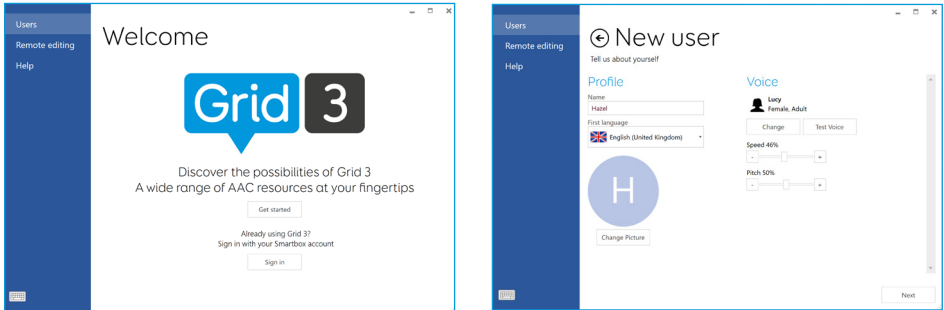 Users
Remote editing
Help
Welcome
Grid 3
Discover the possibilities of Grid 3
A wide range of AAC resources at your fingertips
Get started
Already using Grid 3?
Sign in with your Smartbox account
Sign in
Users
Remote editing
Help
New user
Tell us about yourself
Profile
Name
Hazel
First language
English (United Kingdom)
H
Change Picture
Voice
Lucy
Female, Adult
Change Test Voice
Speed 46%
- +
Pitch 50%
- +
Next